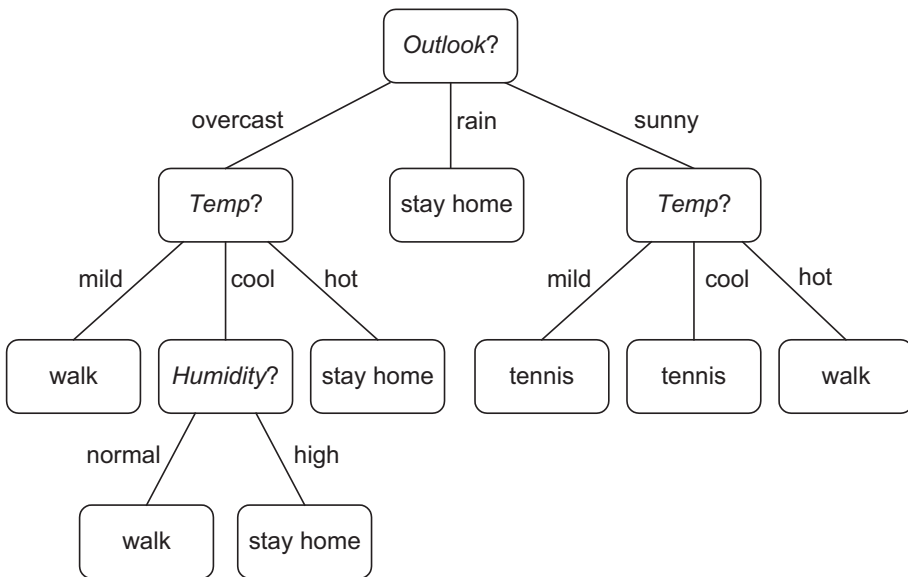 Outlook?
overcast
rain
sunny
Temp?
stay home
Temp?
mild
cool
hot
mild
cool
hot
walk
Humidity?
stay home
tennis
tennis
walk
normal
high
walk
stay home